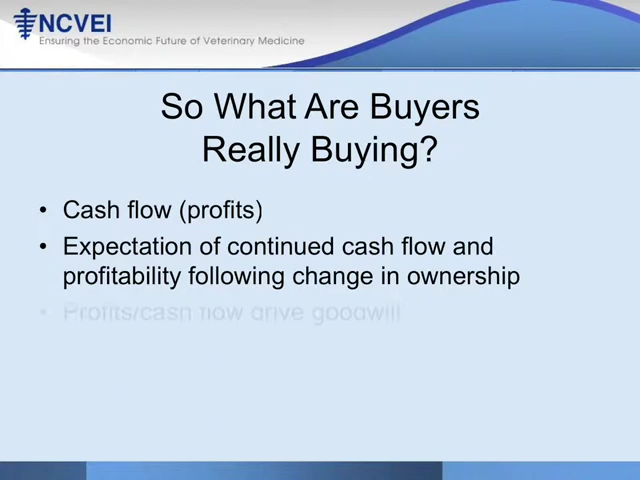 NCVEI
Ensuring the Economic Future of Veterinary Medicine
So What Are Buyers
Really Buying?
• Cash flow (profits)
• Expectation of continued cash flow and
profitability following change in ownership
• Profits/cash flow drive goodwill